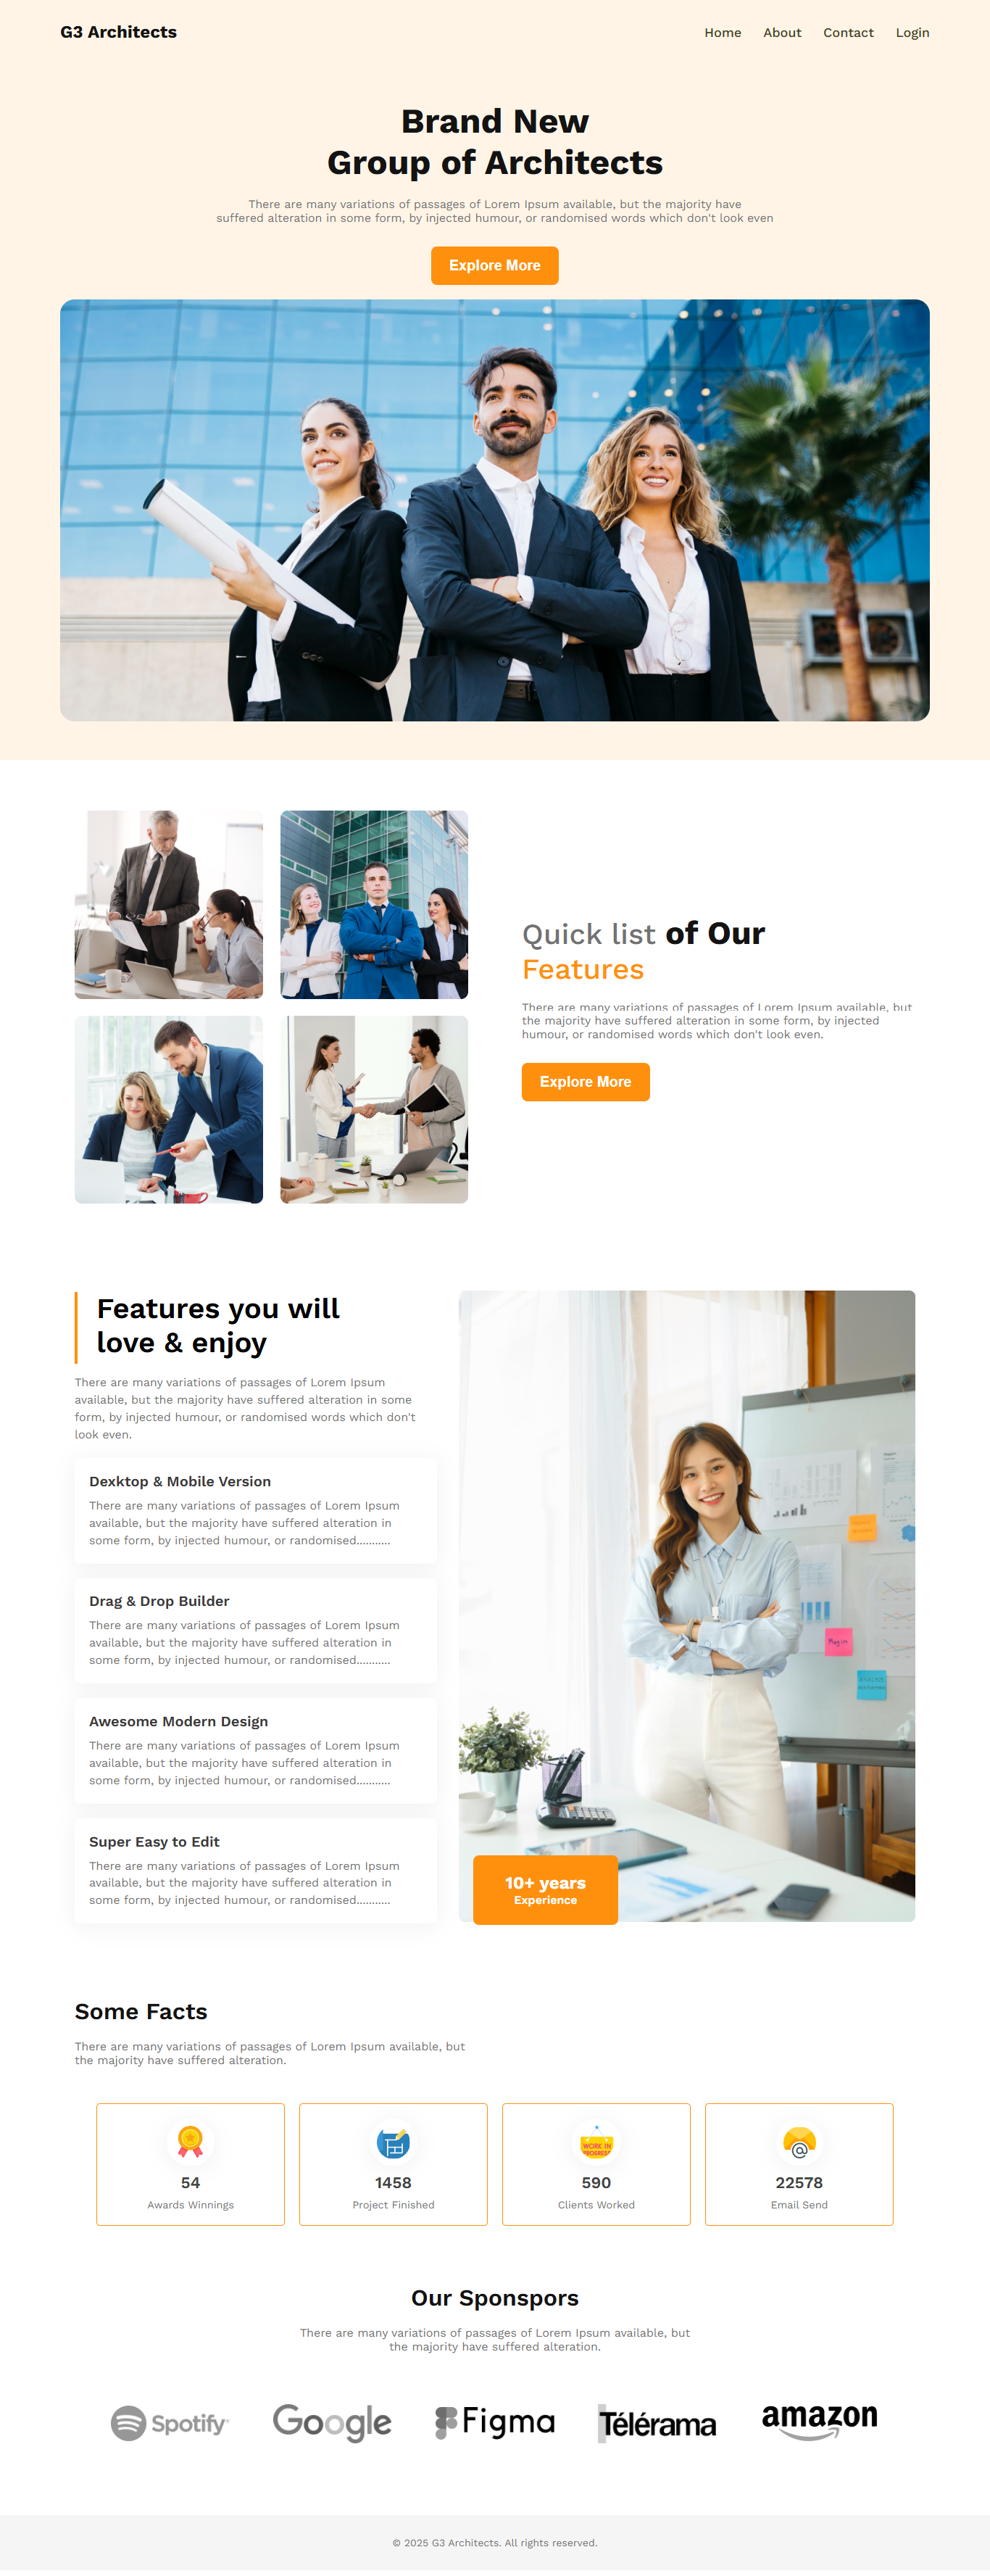 G3 Architects
Home About Contact Login
Brand New
Group of Architects
There are many variations of passages of Lorem Ipsum available, but the majority have
suffered alteration in some form, by injected humour, or randomised words which don't look even
Explore More
Quick list of Our
Features
There are many variations of passages of Lorem Ipsum available, but
the majority have suffered alteration in some form, by injected
humour, or randomised words which don't look even.
Explore More
Features you will
love & enjoy
There are many variations of passages of Lorem Ipsum
available, but the majority have suffered alteration in some
form, by injected humour, or randomised words which don't
look even.
Dexktop & Mobile Version
There are many variations of passages of Lorem Ipsum
available, but the majority have suffered alteration in
some form, by injected humour, or randomised...........
Drag & Drop Builder
There are many variations of passages of Lorem Ipsum
available, but the majority have suffered alteration in
some form, by injected humour, or randomised...........
Awesome Modern Design
There are many variations of passages of Lorem Ipsum
available, but the majority have suffered alteration in
some form, by injected humour, or randomised...........
Super Easy to Edit
There are many variations of passages of Lorem Ipsum
available, but the majority have suffered alteration in
some form, by injected humour, or randomised...........
10+ years
Experience
Some Facts
There are many variations of passages of Lorem Ipsum available, but
the majority have suffered alteration.
WORK IN
PROGRESS
54
Awards Winnings
1458
Project Finished
590
Clients Worked
22578
Email Send
Our Sponspors
There are many variations of passages of Lorem Ipsum available, but
the majority have suffered alteration.
Spotify Google Figma Télérama amazon
© 2025 G3 Architects. All rights reserved.